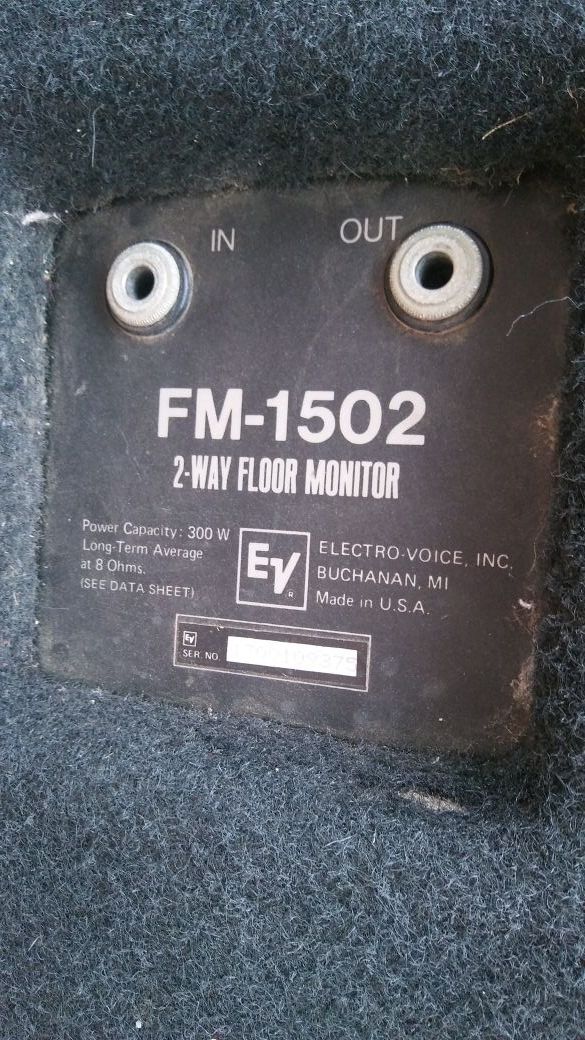 IN OUT
FM-1502
2-WAY FLOOR MONITOR
Power Capacity: 300 W
Long-Term Average
at 8 Ohms.
(SEE DATA SHEET)
EV
®
ELECTRO-VOICE, INC.
BUCHANAN, MI
Made in U.S.A.
EV
SER. NO.